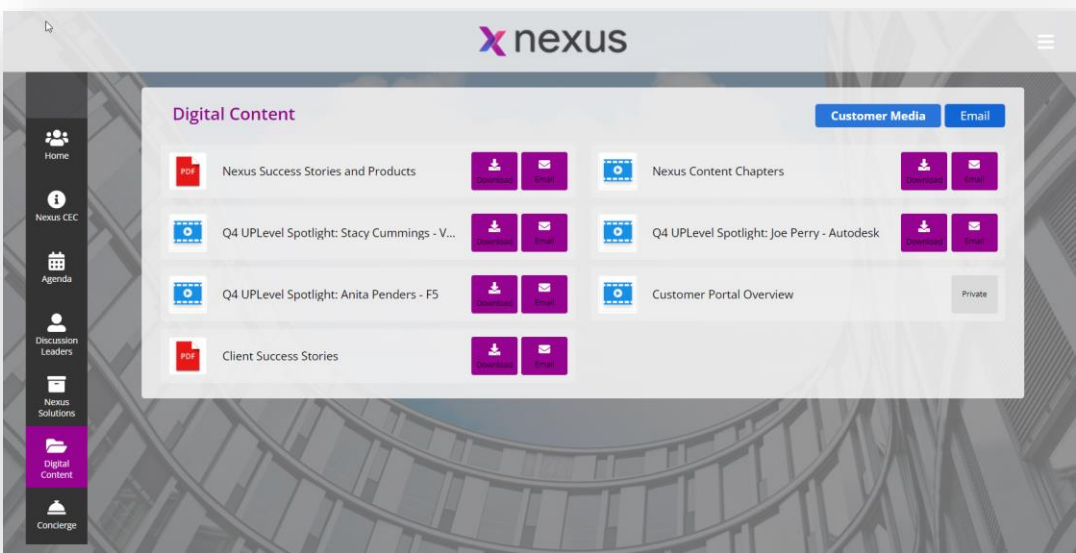 nexus
Home
Nexus CEC
Agenda
Discussion
Leaders
Nexus
Solutions
Digital
Content
Concierge
Digital Content
Customer Media
Email
PDF
Nexus Success Stories and Products
Download
Email
Nexus Content Chapters
Download
Email
Q4 UPLevel Spotlight: Stacy Cummings - V...
Download
Email
Q4 UPLevel Spotlight: Joe Perry - Autodesk
Download
Email
Q4 UPLevel Spotlight: Anita Penders - F5
Download
Email
Customer Portal Overview
Private
PDF
Client Success Stories
Download
Email